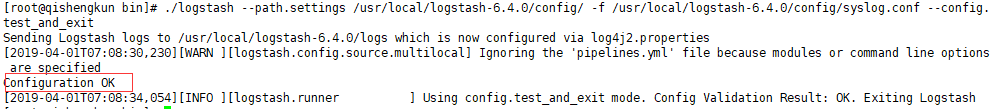 [root@qishengkun bin]# ./logstash --path.settings /usr/local/logstash-6.4.0/config/ -f /usr/local/logstash-6.4.0/config/syslog.conf --config.
test_and_exit
Sending Logstash logs to /usr/local/logstash-6.4.0/logs which is now configured via log4j2.properties
[2019-04-01T07:08:30,230][WARN ][logstash.config.source.multilocal] Ignoring the 'pipelines.yml' file because modules or command line options
 are specified
Configuration OK
[2019-04-01T07:08:34,054][INFO ][logstash.runner          ] Using config.test_and_exit mode. Config Validation Result: OK. Exiting Logstash